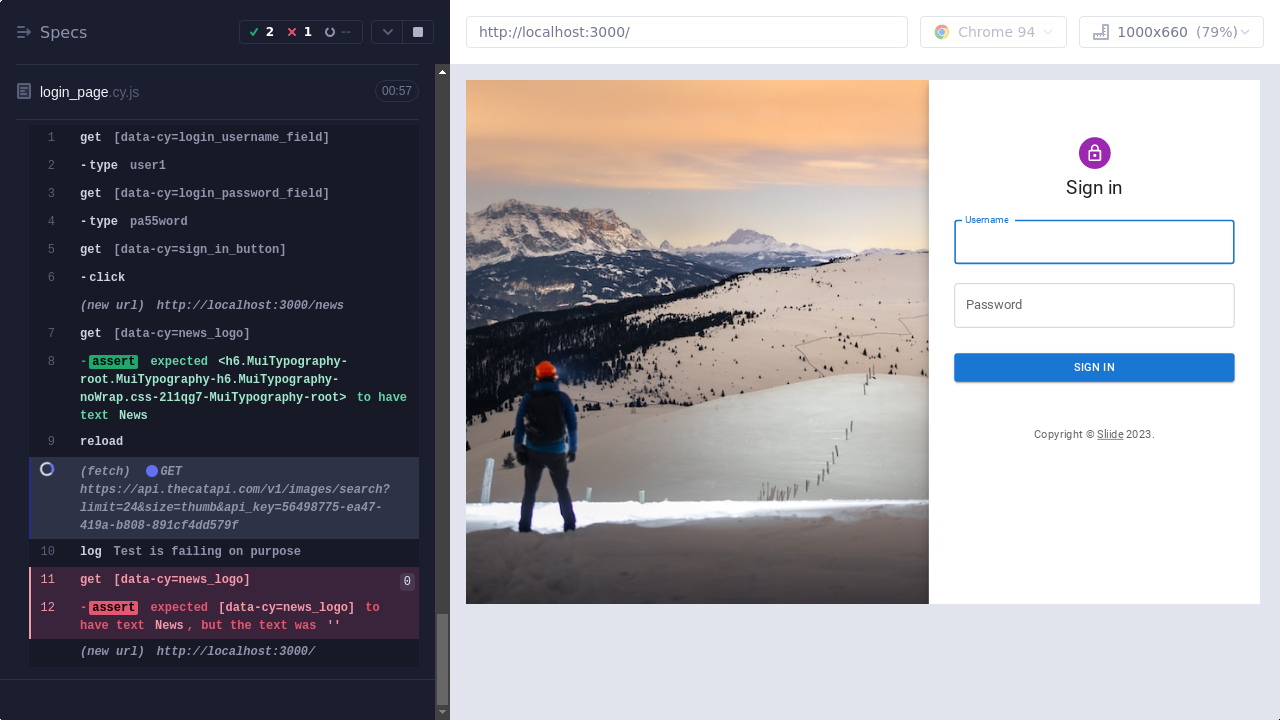 Specs
2
1
--
http://localhost:3000/
Chrome 94
1000x660 (79%)
login_page.cy.js
00:57
1 get [data-cy=login_username_field]
2 -type user1
3 get [data-cy=login_password_field]
4 -type pa55word
5 get [data-cy=sign_in_button]
6 -click
(new url) http://localhost:3000/news
7 get [data-cy=news_logo]
8 -assert expected <h6.MuiTypography-
root.MuiTypography-h6.MuiTypography-
noWrap.css-2l1qg7-MuiTypography-root> to have
text News
9 reload
(fetch) GET
https://api.thecatapi.com/v1/images/search?
limit=24&size=thumb&api_key=56498775-ea47-
419a-b808-891cf4dd579f
10 log Test is failing on purpose
11 get [data-cy=news_logo] 0
12 -assert expected [data-cy=news_logo] to
have text News, but the text was ''
(new url) http://localhost:3000/
Sign in
Username
Password
SIGN IN
Copyright © Sliide 2023.